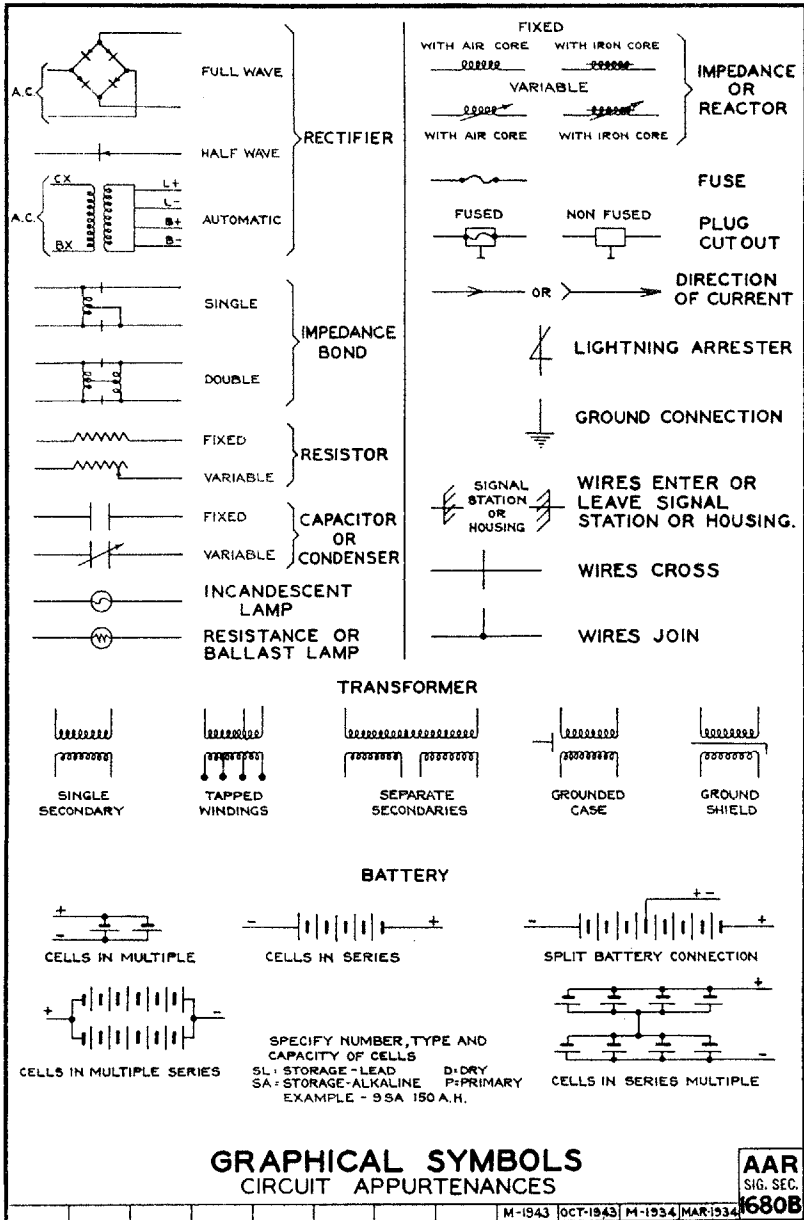 A.C.
FULL WAVE
HALF WAVE
RECTIFIER
A.C.
CX
BX
L+
L-
B+
B-
AUTOMATIC
SINGLE
DOUBLE
IMPEDANCE
BOND
FIXED
VARIABLE
RESISTOR
FIXED
VARIABLE
CAPACITOR
OR
CONDENSER
INCANDESCENT
LAMP
RESISTANCE OR
BALLAST LAMP
FIXED
WITH AIR CORE WITH IRON CORE
VARIABLE
WITH AIR CORE WITH IRON CORE
IMPEDANCE
OR
REACTOR
FUSE
FUSED NON FUSED
PLUG
CUTOUT
OR
DIRECTION
OF CURRENT
LIGHTNING ARRESTER
GROUND CONNECTION
SIGNAL
STATION
OR
HOUSING
WIRES ENTER OR
LEAVE SIGNAL
STATION OR HOUSING.
WIRES CROSS
WIRES JOIN
TRANSFORMER
SINGLE
SECONDARY
TAPPED
WINDINGS
SEPARATE
SECONDARIES
GROUNDED
CASE
GROUND
SHIELD
BATTERY
+
-
CELLS IN MULTIPLE
- +
CELLS IN SERIES
+ -
- +
SPLIT BATTERY CONNECTION
+ -
CELLS IN MULTIPLE SERIES
SPECIFY NUMBER, TYPE AND
CAPACITY OF CELLS
SL: STORAGE-LEAD D: DRY
SA: STORAGE-ALKALINE P: PRIMARY
EXAMPLE - 9SA 150 A.H.
+
-
CELLS IN SERIES MULTIPLE
GRAPHICAL SYMBOLS
CIRCUIT APPURTENANCES
AAR
SIG. SEC.
1680B
M-1943 OCT-1943 M-1934 MAR-1934